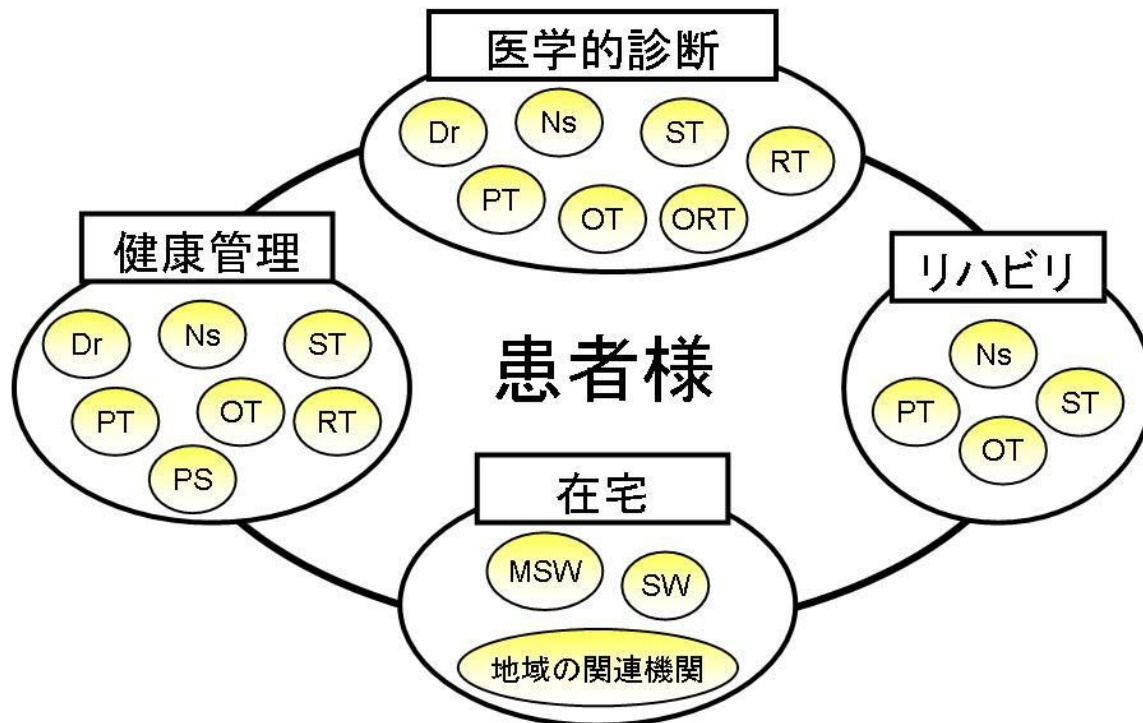 医学的診断
Dr
Ns
ST
RT
PT
OT
ORT
健康管理
Dr
Ns
ST
PT
OT
RT
PS
患者様
リハビリ
Ns
PT
ST
OT
在宅
MSW
SW
地域の関連機関